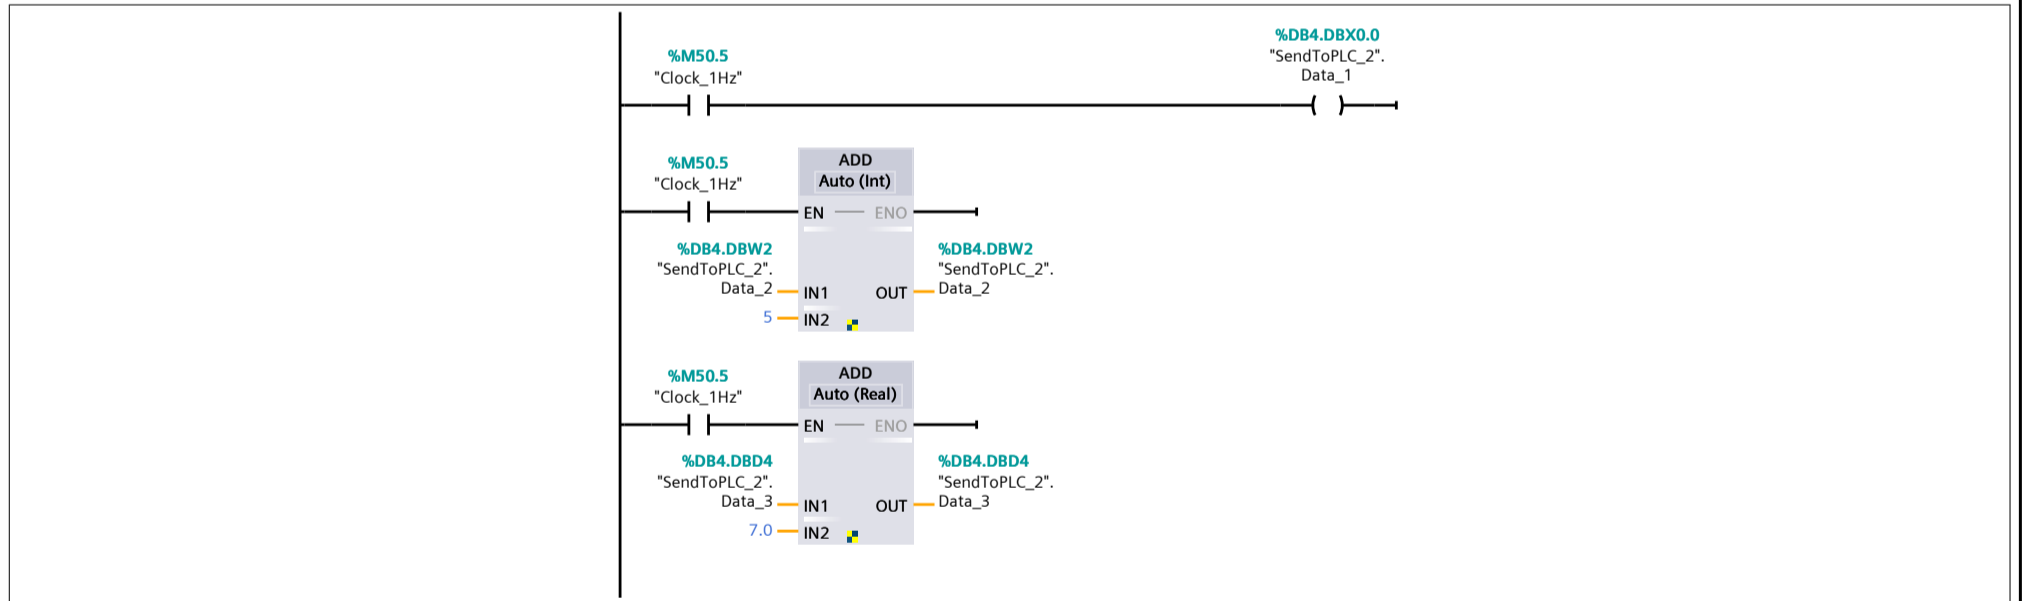 %DB4.DBX0.0
%M50.5
"SendToPLC_2".
"Clock_1Hz"
Data_1
%M50.5
ADD
"Clock_1Hz"
Auto (Int)
EN
ENO
%DB4.DBW2
%DB4.DBW2
"SendToPLC_2".
"SendToPLC_2".
Data_2
IN1
OUT
Data_2
5
IN2
%M50.5
ADD
"Clock_1Hz"
Auto (Real)
EN
ENO
%DB4.DBD4
%DB4.DBD4
"SendToPLC_2".
"SendToPLC_2".
Data_3
IN1
OUT
Data_3
7.0
IN2